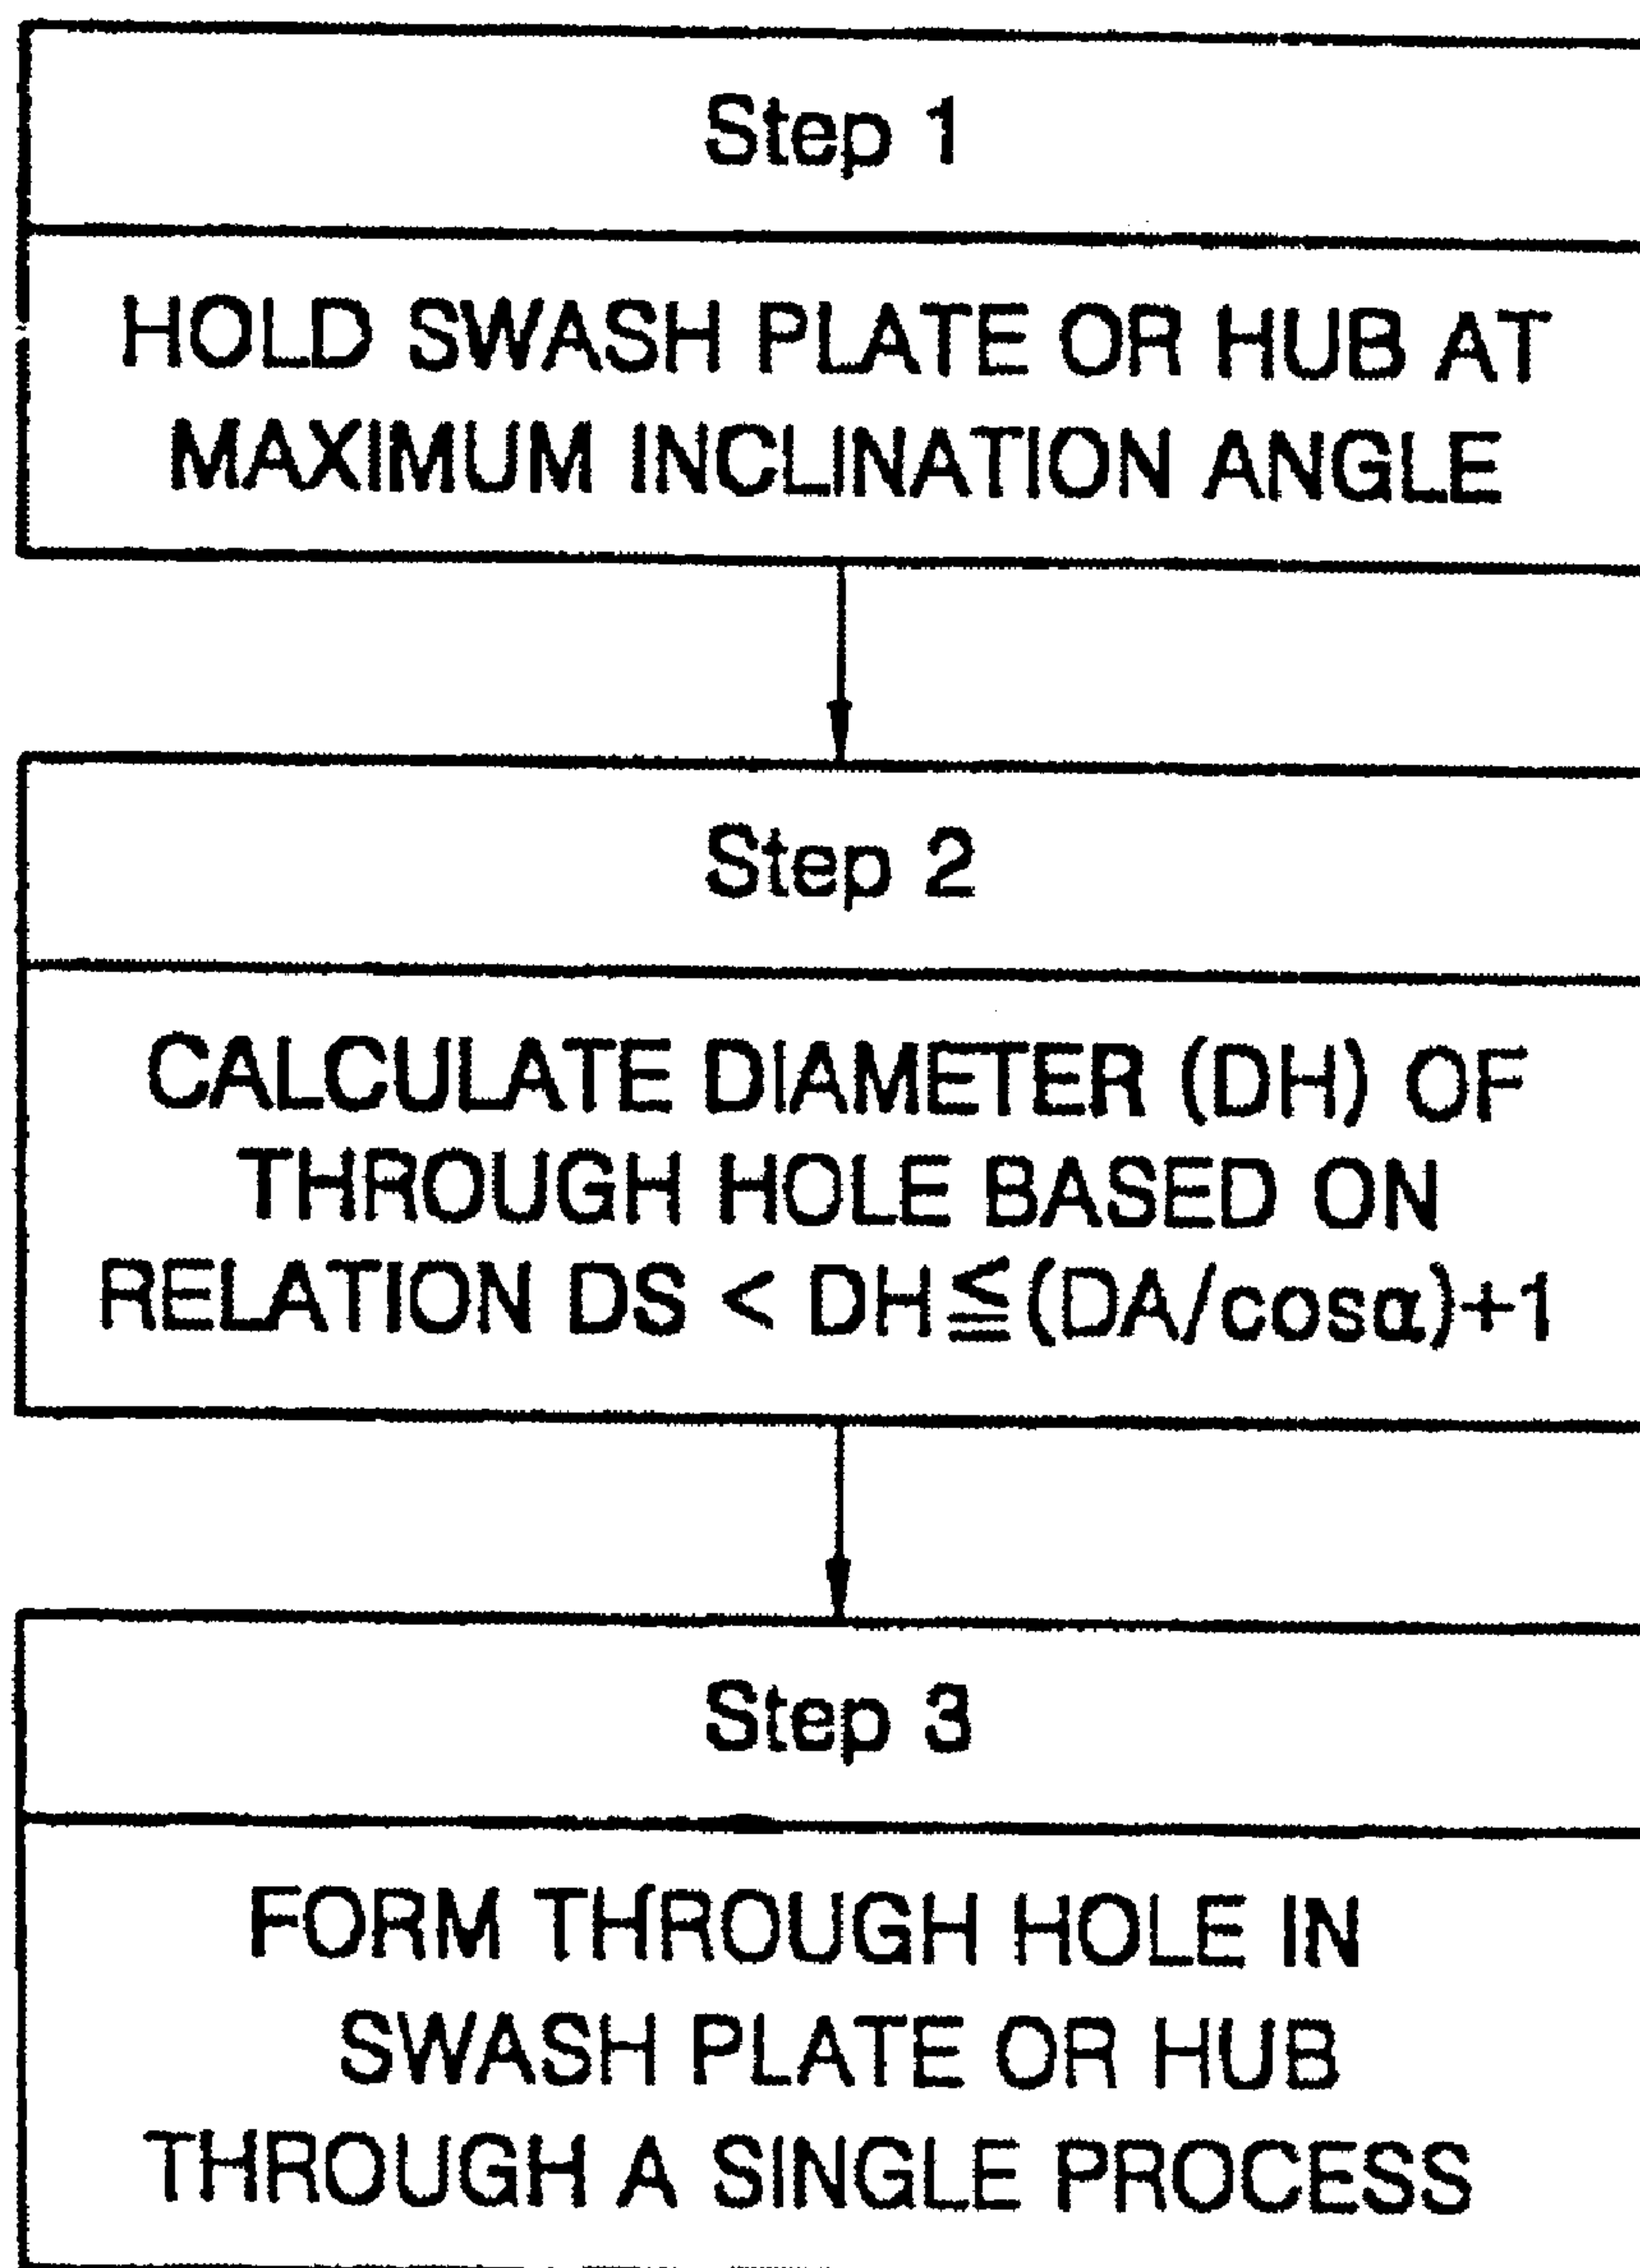 Step 1
HOLD SWASH PLATE OR HUB AT
MAXIMUM INCLINATION ANGLE
Step 2
CALCULATE DIAMETER (DH) OF
THROUGH HOLE BASED ON
RELATION DS < DH≦(DA/cosα)+1
Step 3
FORM THROUGH HOLE IN
SWASH PLATE OR HUB
THROUGH A SINGLE PROCESS